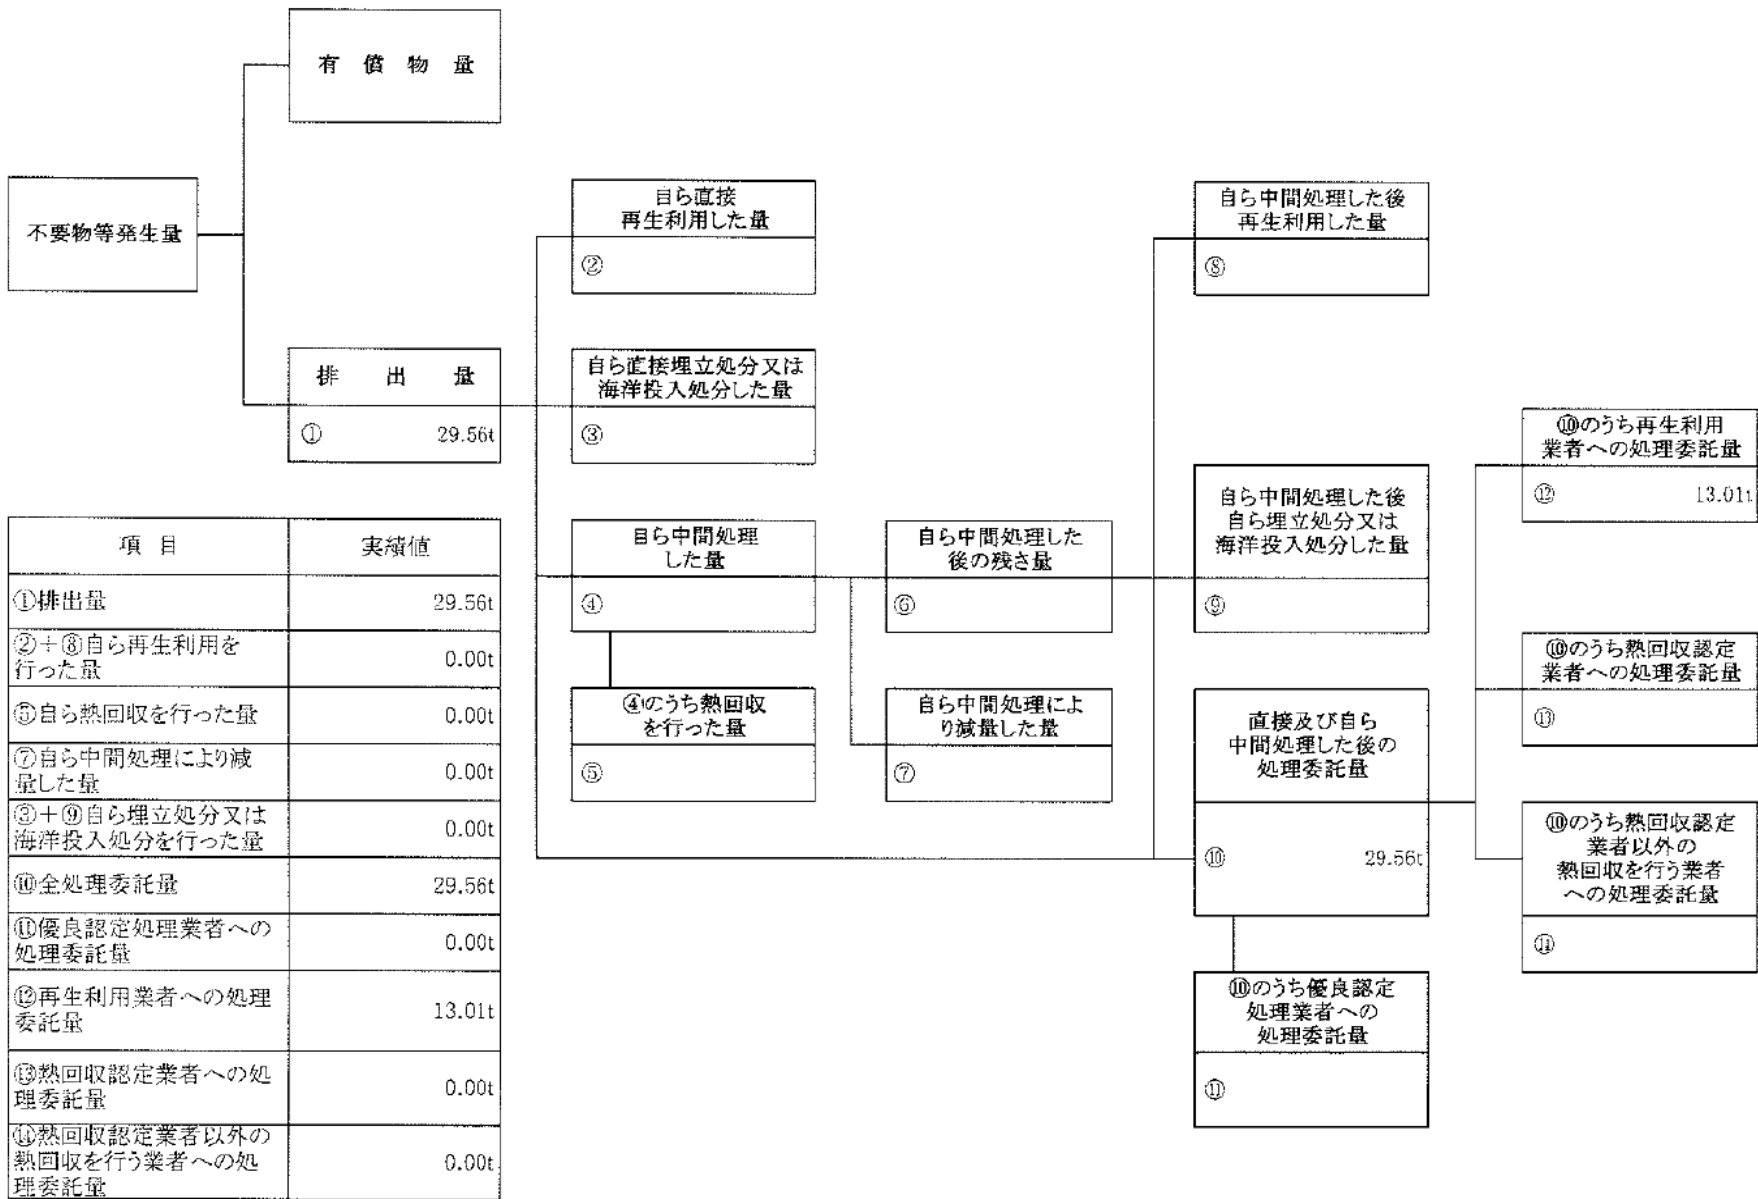 有償物量
不要物等発生量
排出量
① 29.56t
自ら直接
再生利用した量
②
自ら直接埋立処分又は
海洋投入処分した量
③
自ら中間処理
した量
④
④のうち熱回収
を行った量
⑤
自ら中間処理した
後の残さ量
⑥
自ら中間処理によ
り減量した量
⑦
自ら中間処理した後
再生利用した量
⑧
自ら中間処理した後
自ら埋立処分又は
海洋投入処分した量
⑨
直接及び自ら
中間処理した後の
処理委託量
⑩ 29.56t
⑩のうち優良認定
処理業者への
処理委託量
⑪
⑩のうち再生利用
業者への処理委託量
⑫ 13.01t
⑩のうち熱回収認定
業者への処理委託量
⑬
⑩のうち熱回収認定
業者以外の
熱回収を行う業者
への処理委託量
⑭
項目 実績値
①排出量 29.56t
②+⑧自ら再生利用を
行った量 0.00t
⑤自ら熱回収を行った量 0.00t
⑦自ら中間処理により減
量した量 0.00t
③+⑨自ら埋立処分又は
海洋投入処分を行った量 0.00t
⑩全処理委託量 29.56t
⑪優良認定処理業者への
処理委託量 0.00t
⑫再生利用業者への処理
委託量 13.01t
⑬熱回収認定業者への処
理委託量 0.00t
⑭熱回収認定業者以外の
熱回収を行う業者への処
理委託量 0.00t